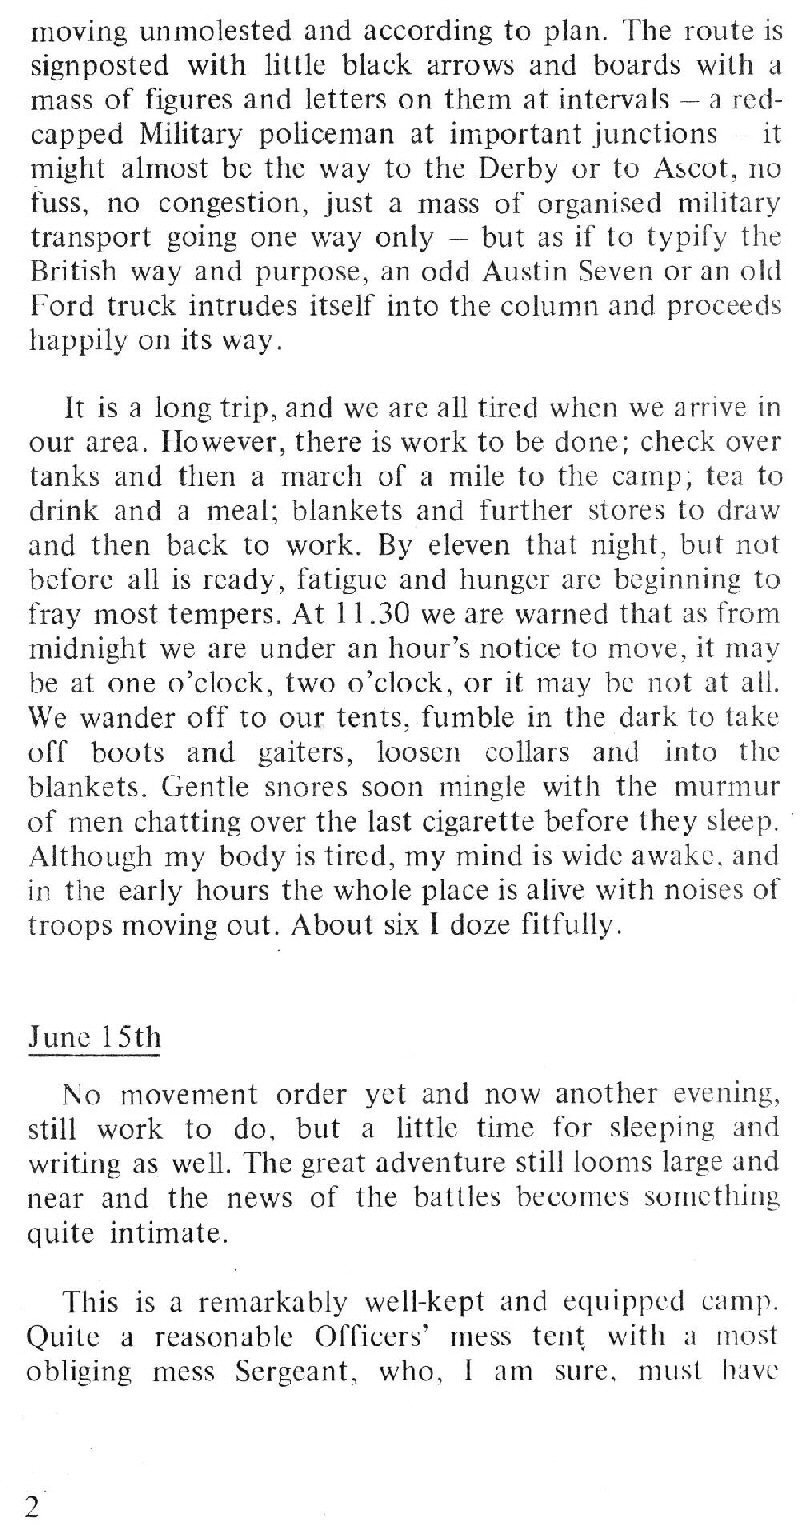 moving unmolested and according to plan. The route is
signposted with little black arrows and boards with a
mass of figures and letters on them at intervals – a red-
capped Military policeman at important junctions it
might almost be the way to the Derby or to Ascot, no
fuss, no congestion, just a mass of organised military
transport going one way only – but as if to typify the
British way and purpose, an odd Austin Seven or an old
Ford truck intrudes itself into the column and proceeds
happily on its way.
It is a long trip, and we are all tired when we arrive in
our area. However, there is work to be done; check over
tanks and then a march of a mile to the camp; tea to
drink and a meal; blankets and further stores to draw
and then back to work. By eleven that night, but not
before all is ready, fatigue and hunger are beginning to
fray most tempers. At 11.30 we are warned that as from
midnight we are under an hour's notice to move, it may
be at one o'clock, two o'clock, or it may be not at all.
We wander off to our tents, fumble in the dark to take
off boots and gaiters, loosen collars and into the
blankets. Gentle snores soon mingle with the murmur
of men chatting over the last cigarette before they sleep.
Although my body is tired, my mind is wide awake, and
in the early hours the whole place is alive with noises of
troops moving out. About six I doze fitfully.
June 15th
No movement order yet and now another evening,
still work to do, but a little time for sleeping and
writing as well. The great adventure still looms large and
near and the news of the battles becomes something
quite intimate.
This is a remarkably well-kept and equipped camp.
Quite a reasonable Officers' mess tent with a most
obliging mess Sergeant, who, I am sure, must have
2